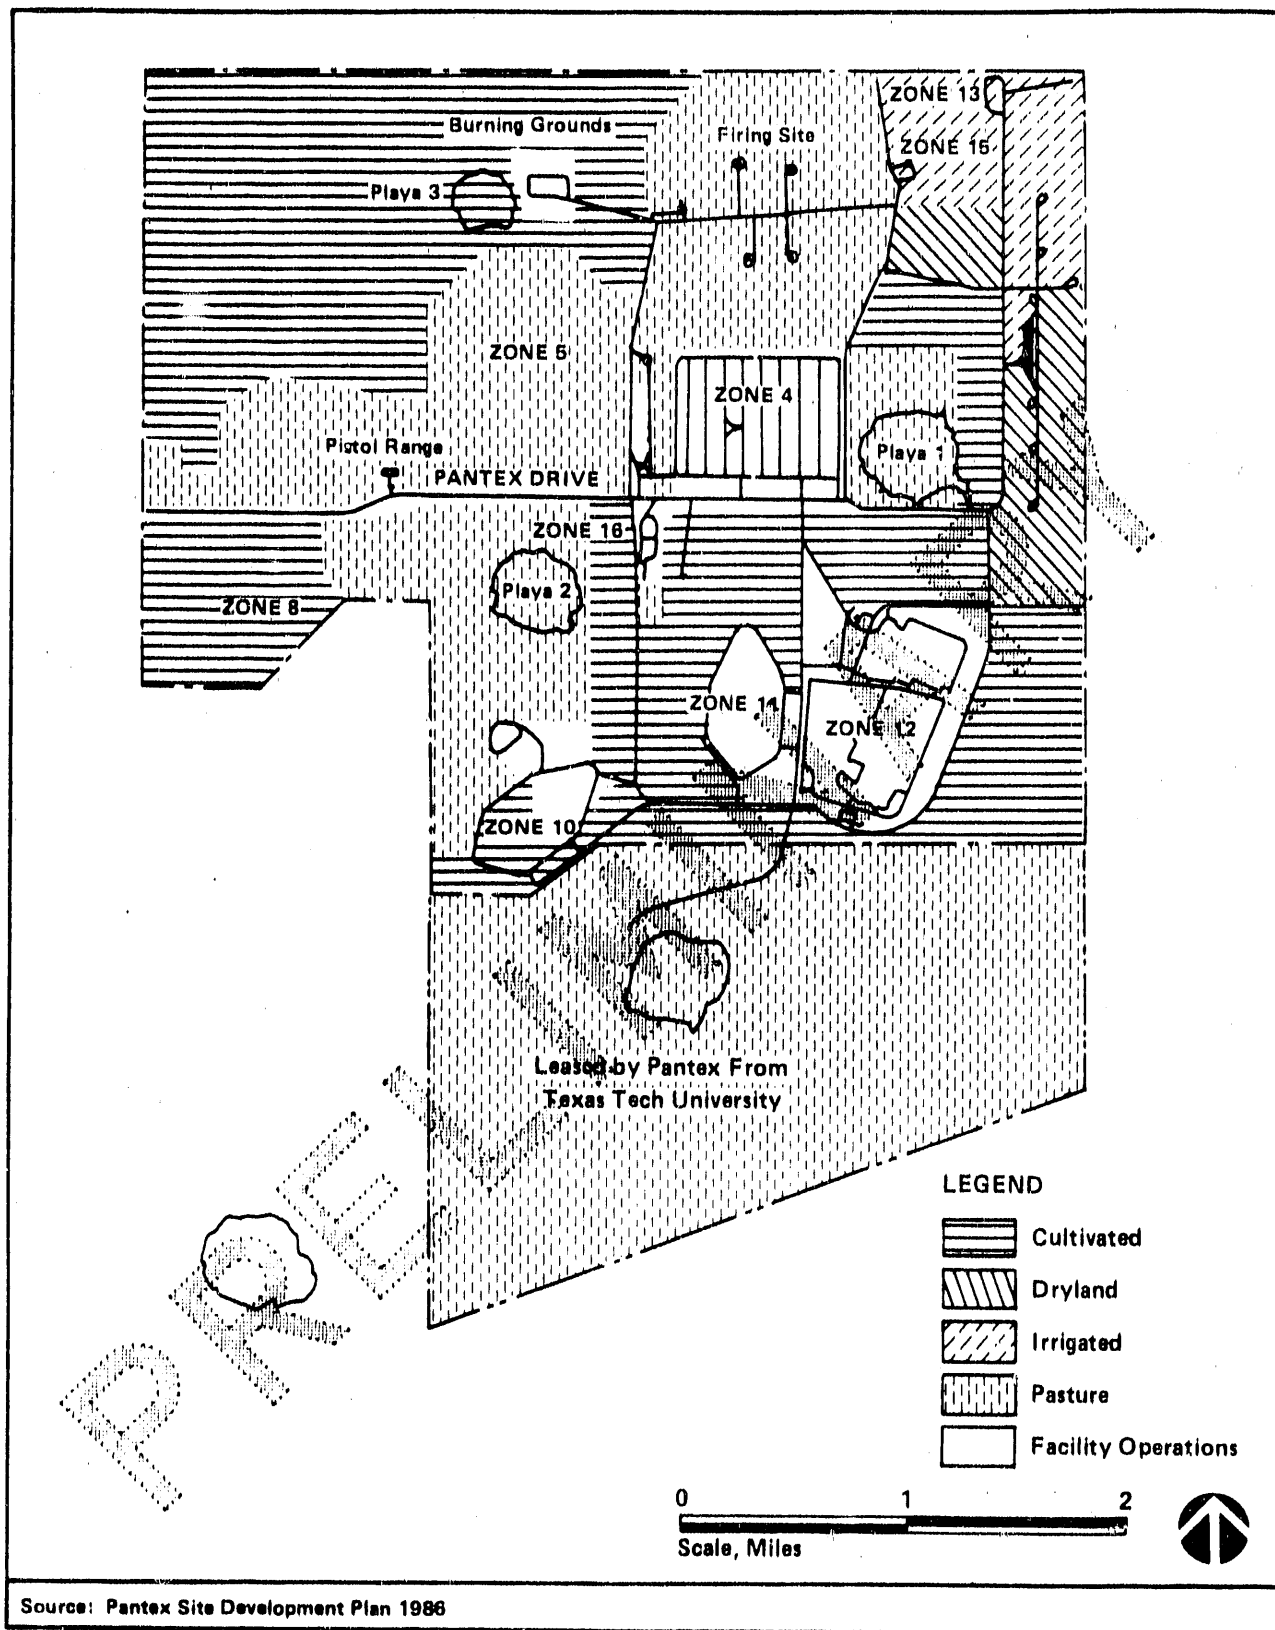 ZONE 13
Burning Grounds
Firing Site
ZONE 15
Playa 3
ZONE 5
ZONE 4
Pistol Range
Playa 1
PANTEX DRIVE
ZONE 16
Playa 2
ZONE 8
ZONE 11
ZONE 12
ZONE 10
Leased by Pantex From
Texas Tech University
LEGEND
Cultivated
Dryland
Irrigated
Pasture
Facility Operations
0 1 2
Scale, Miles
Source: Pantex Site Development Plan 1986